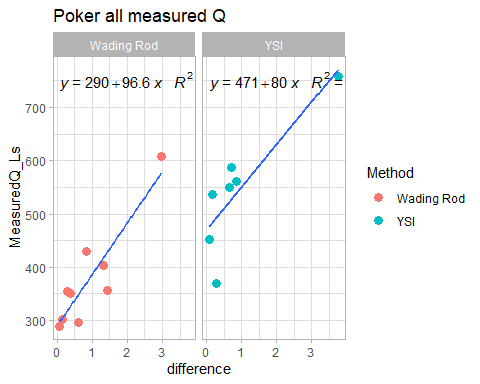 Poker all measured Q
Wading Rod YSI
y = 290+96.6 x R²
y = 471+80 x R² =
700
600
500
400
300
MeasuredQ_Ls
0 1 2 3 0 1 2 3
difference
Method
Wading Rod
YSI